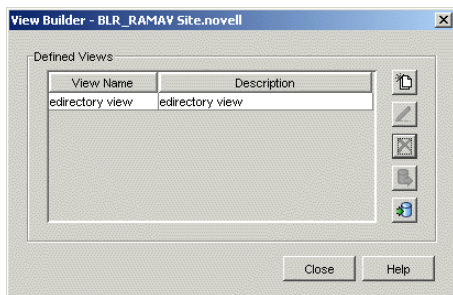 View Builder - BLR_RAMAV Site.novell
Defined Views
View Name Description
edirectory view edirectory view
Close Help